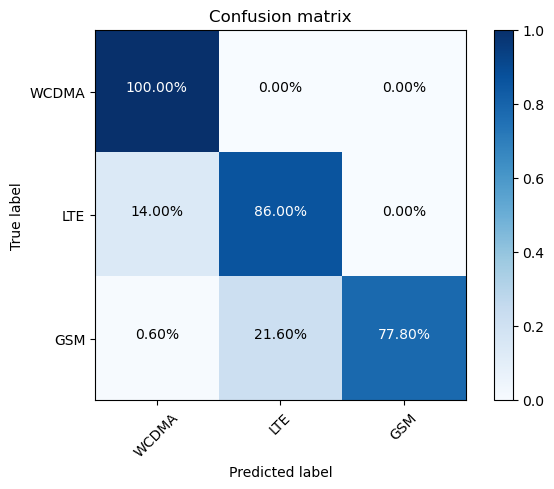 Confusion matrix
True label
WCDMA 100.00% 0.00% 0.00%
LTE 14.00% 86.00% 0.00%
GSM 0.60% 21.60% 77.80%
WCDMA LTE GSM
Predicted label
1.0
0.8
0.6
0.4
0.2
0.0